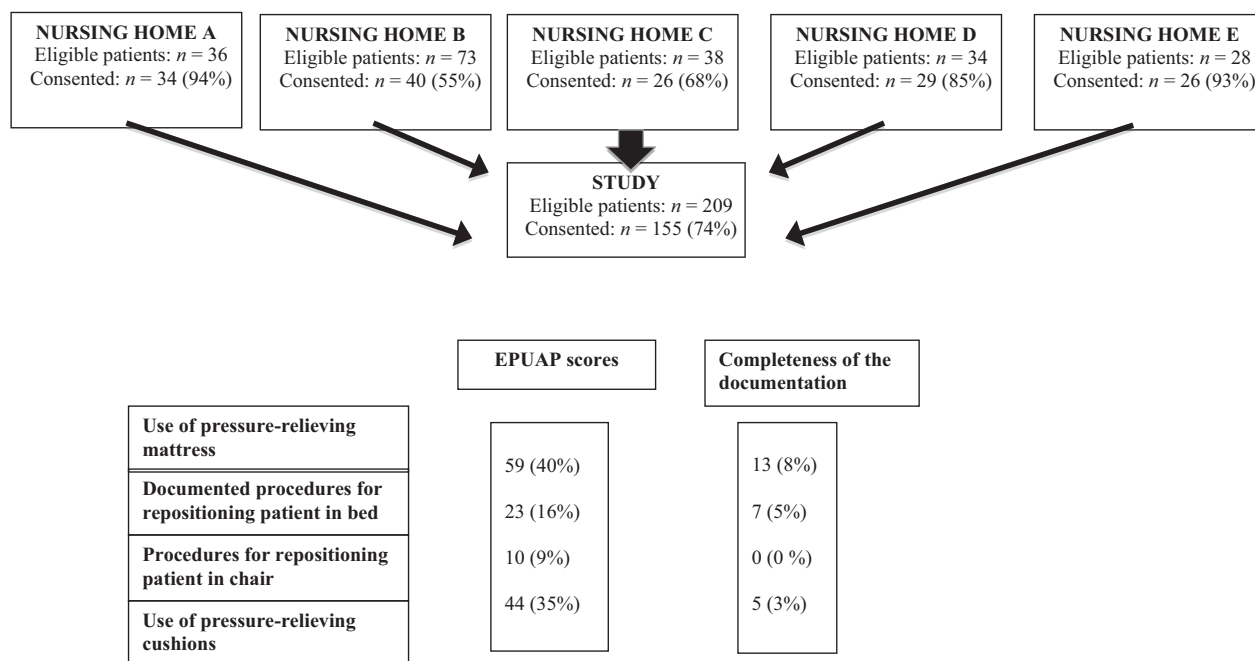 NURSING HOME A
Eligible patients: n = 36
Consented: n = 34 (94%)
NURSING HOME B
Eligible patients: n = 73
Consented: n = 40 (55%)
NURSING HOME C
Eligible patients: n = 38
Consented: n = 26 (68%)
NURSING HOME D
Eligible patients: n = 34
Consented: n = 29 (85%)
NURSING HOME E
Eligible patients: n = 28
Consented: n = 26 (93%)
STUDY
Eligible patients: n = 209
Consented: n = 155 (74%)
EPUAP scores
Completeness of the
documentation
Use of pressure-relieving
mattress
59 (40%)
13 (8%)
Documented procedures for
repositioning patient in bed
23 (16%)
7 (5%)
Procedures for repositioning
patient in chair
10 (9%)
0 (0 %)
Use of pressure-relieving
cushions
44 (35%)
5 (3%)